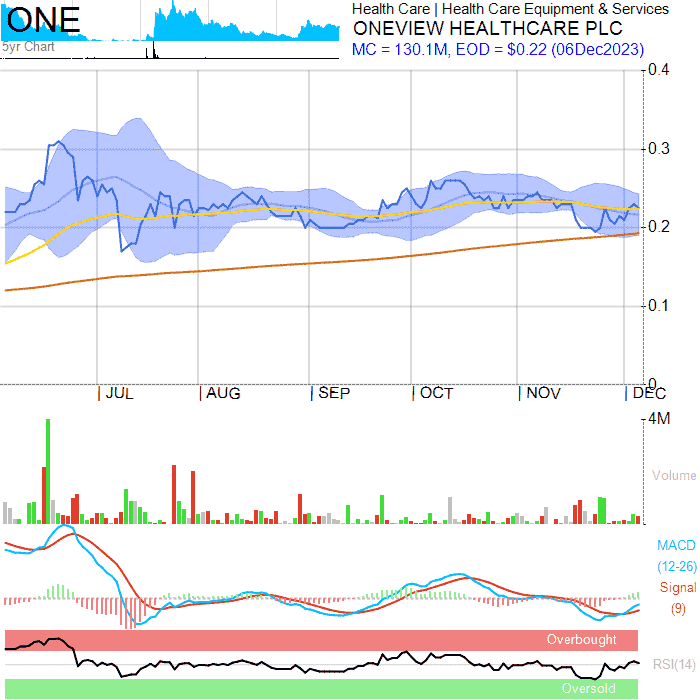 ONE
5yr Chart
Health Care | Health Care Equipment & Services
ONEVIEW HEALTHCARE PLC
MC = 130.1M, EOD = $0.22 (06Dec2023)
0.4
0.3
0.2
0.1
0
JUL AUG SEP OCT NOV DEC
4M
Volume
MACD
(12-26)
Signal
(9)
Overbought
RSI(14)
Oversold